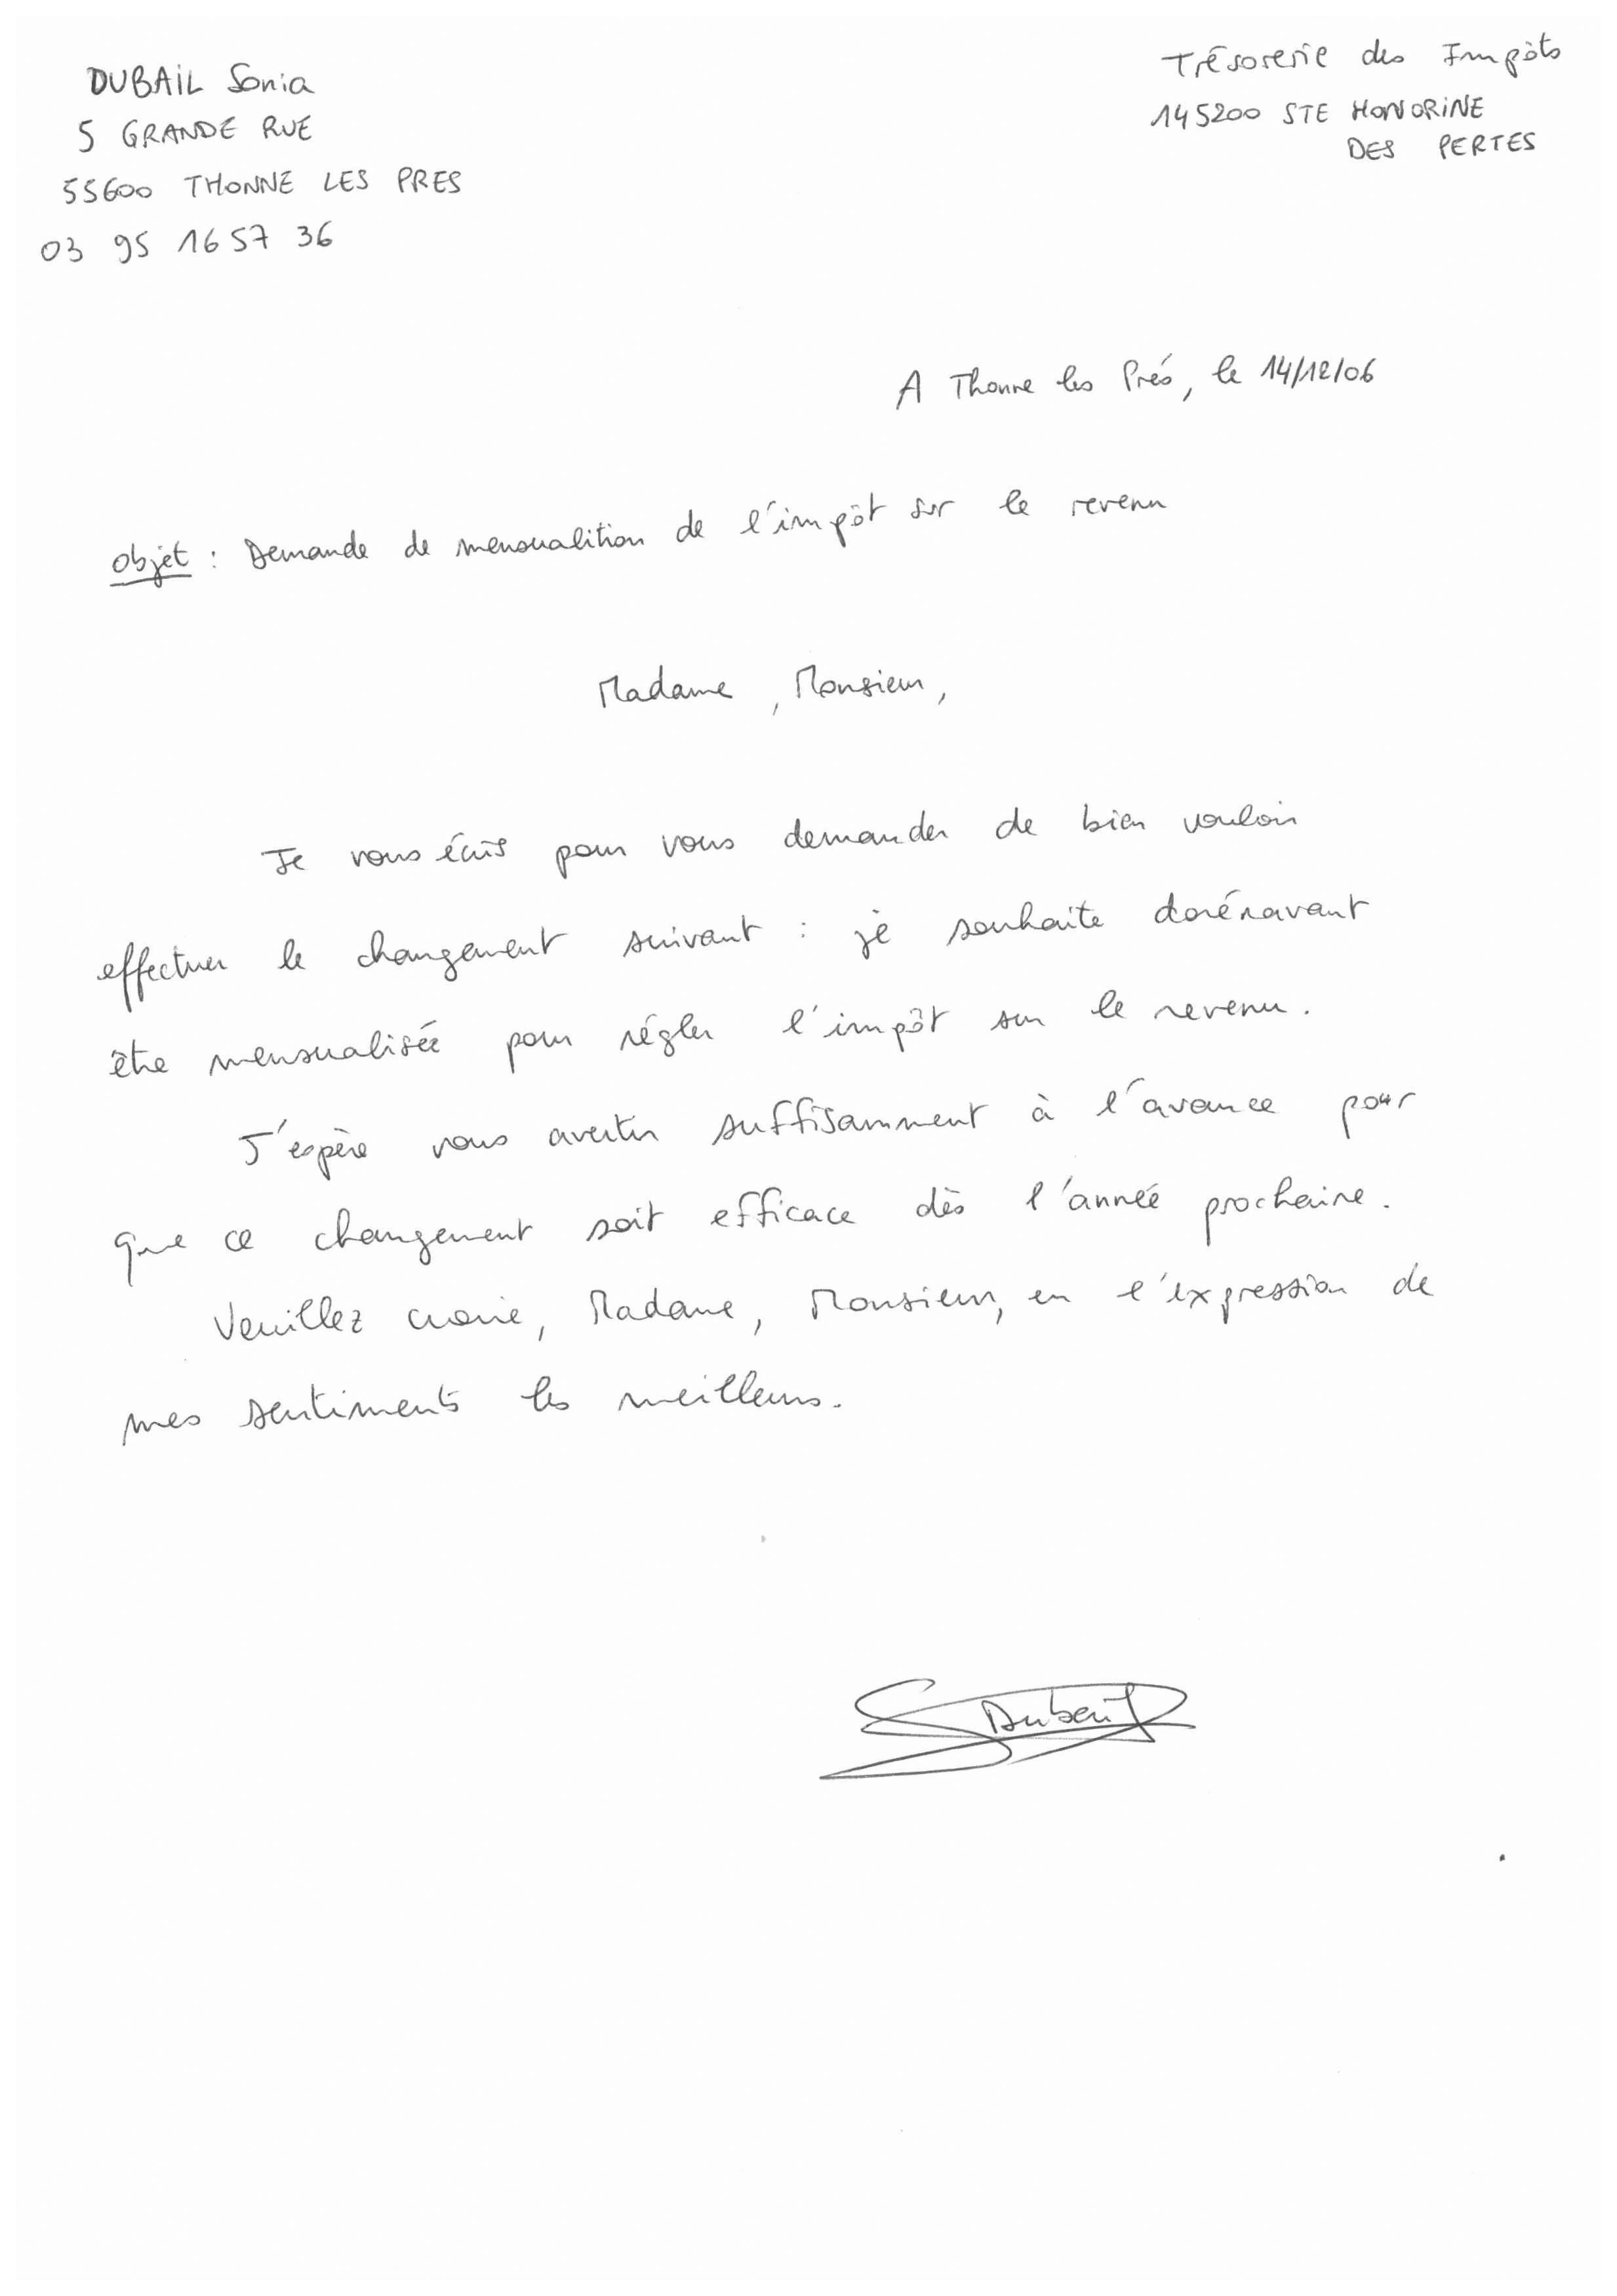 DUBAIL Sonia
5 GRANDE RUE
55600 THONNE LES PRES
03 95 16 57 36
Trésorerie des Impôts
145200 STE HONORINE
DES PERTES
A Thonne les Prés, le 14/12/06
Objet : Demande de mensualition de l'impôt sur le revenu
Madame, Monsieur,
Je vous écris pour vous demander de bien vouloir
effectuer le changement suivant : je souhaite dorénavant
être mensualisée pour régler l'impôt sur le revenu.
J'espère vous avertir suffisamment à l'avance pour
que ce changement soit efficace dès l'année prochaine.
Veuillez croire, Madame, Monsieur, en l'expression de
mes sentiments les meilleurs.
SDubail